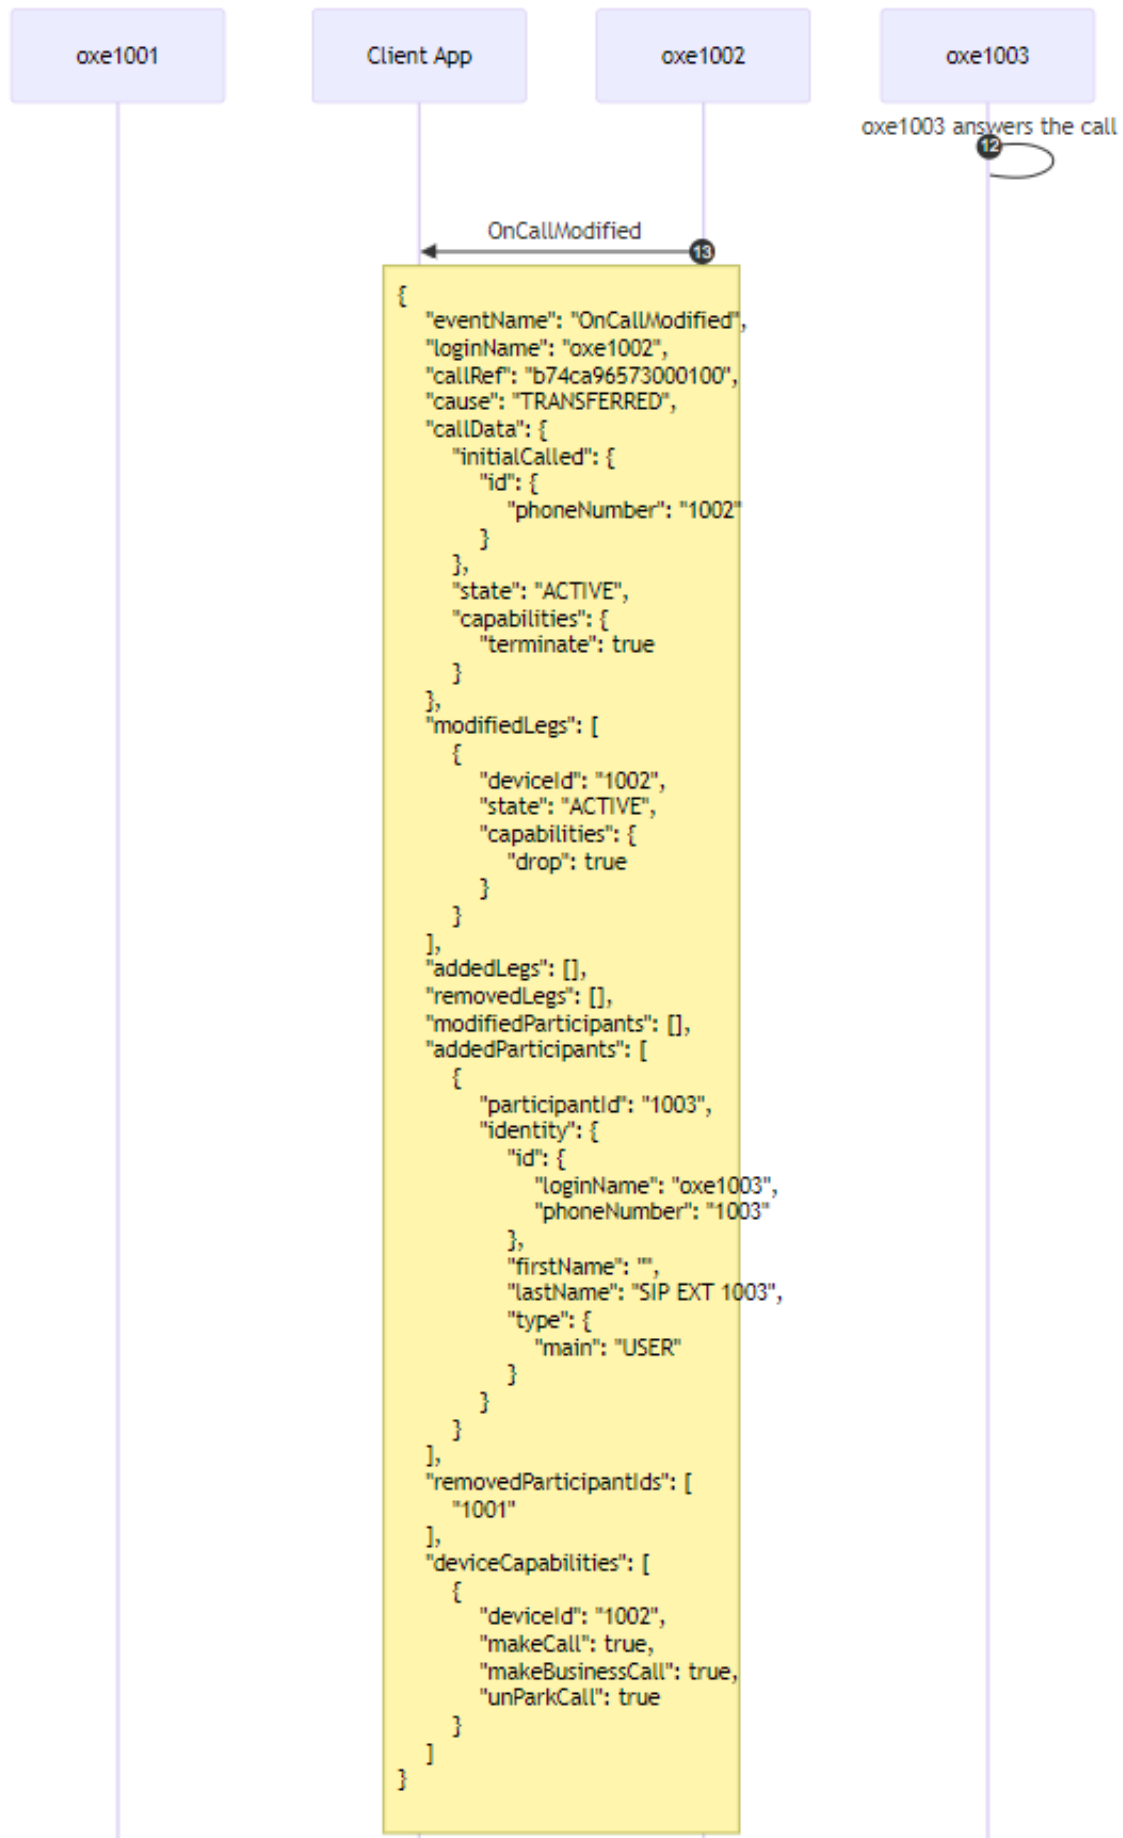 oxe1001
Client App
oxe1002
oxe1003
oxe1003 answers the call
12
OnCallModified
13
{
"eventName": "OnCallModified",
"loginName": "oxe1002",
"callRef": "b74ca96573000100",
"cause": "TRANSFERRED",
"callData": {
"initialCalled": {
"id": {
"phoneNumber": "1002"
}
},
"state": "ACTIVE",
"capabilities": {
"terminate": true
}
},
"modifiedLegs": [
{
"deviceId": "1002",
"state": "ACTIVE",
"capabilities": {
"drop": true
}
}
],
"addedLegs": [],
"removedLegs": [],
"modifiedParticipants": [],
"addedParticipants": [
{
"participantId": "1003",
"identity": {
"id": {
"loginName": "oxe1003",
"phoneNumber": "1003"
},
"firstName": "",
"lastName": "SIP EXT 1003",
"type": {
"main": "USER"
}
}
}
],
"removedParticipantIds": [
"1001"
],
"deviceCapabilities": [
{
"deviceId": "1002",
"makeCall": true,
"makeBusinessCall": true,
"unParkCall": true
}
]
}